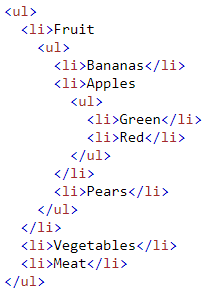 <ul>
  <li>Fruit
    <ul>
      <li>Bananas</li>
      <li>Apples
        <ul>
          <li>Green</li>
          <li>Red</li>
        </ul>
      </li>
      <li>Pears</li>
    </ul>
  </li>
  <li>Vegetables</li>
  <li>Meat</li>
</ul>